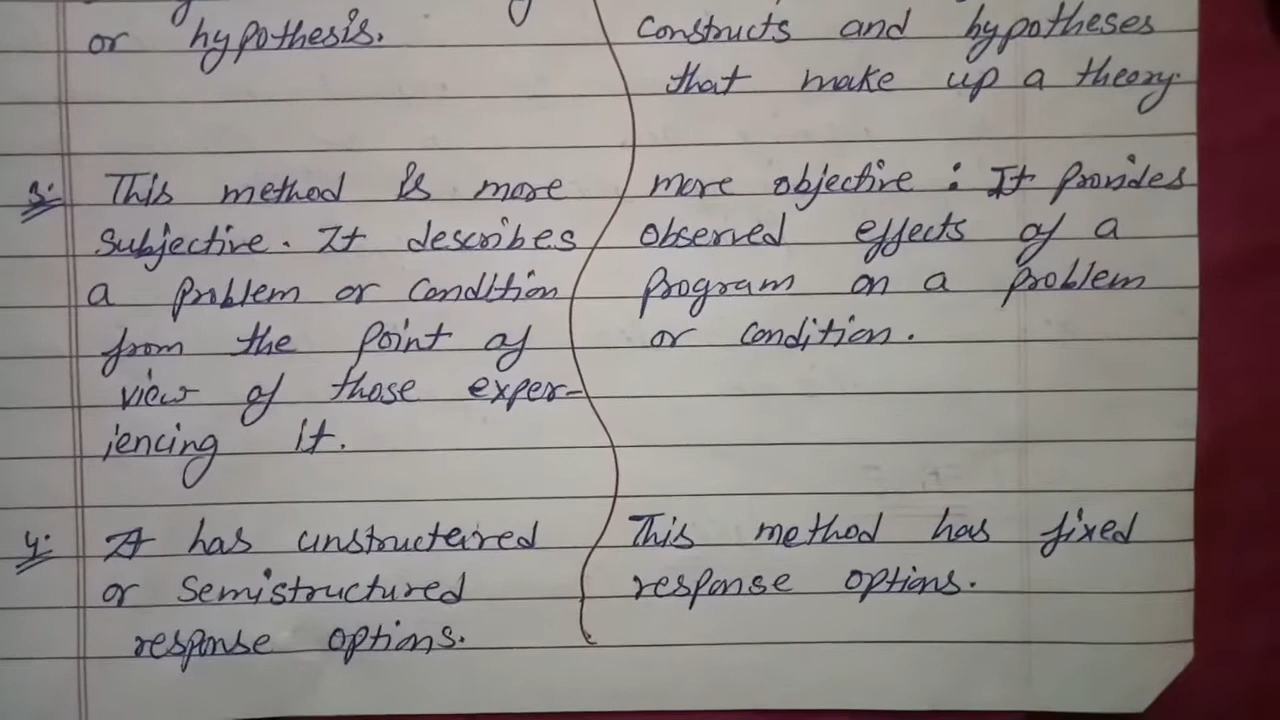 or hypothesis.
constructs and hypotheses
that make up a theory.
3:
This method is more
subjective. It describes
a problem or condition
from the point of
view of those exper-
iencing it.
more objective : It provides
observed effects of a
program on a problem
or condition.
4:
It has unstructeired
or semistructured
response options.
This method has fixed
response options.